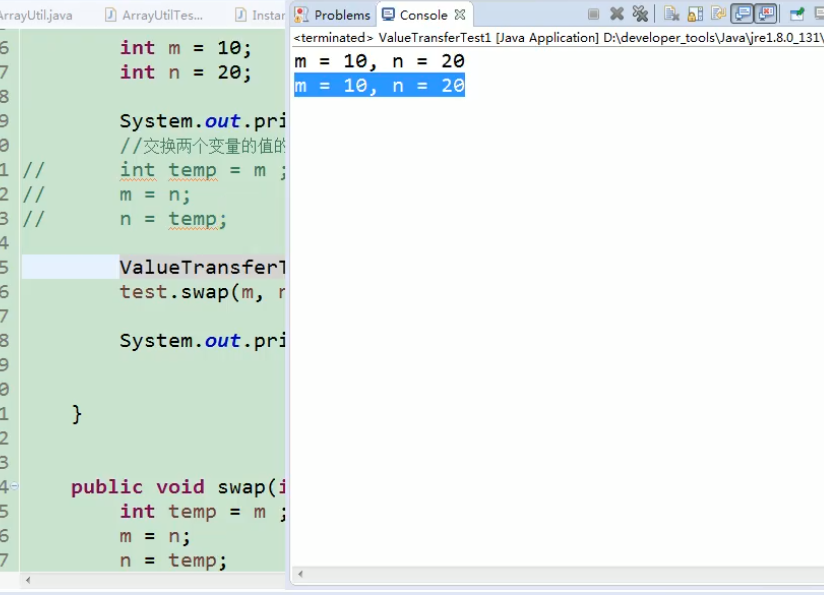 ArrayUtil.java ArrayUtilTes... Instar Problems Console
<terminated> ValueTransferTest1 [Java Application] D:\developer_tools\Java\jre1.8.0_131\
m = 10, n = 20
m = 10, n = 20
6 int m = 10;
7 int n = 20;
8
9 System.out.pri
0 //交换两个变量的值的
1 // int temp = m ;
2 // m = n;
3 // n = temp;
4
5 ValueTransferT
6 test.swap(m, n
7
8 System.out.pri
9
0
1 }
2
3
4 public void swap(i
5 int temp = m ;
6 m = n;
7 n = temp;